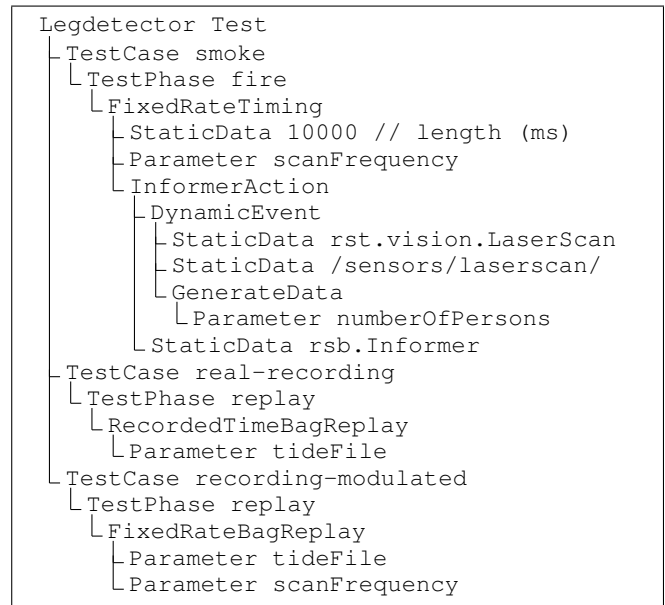 Legdetector Test
TestCase smoke
TestPhase fire
FixedRateTiming
StaticData 10000 // length (ms)
Parameter scanFrequency
InformerAction
DynamicEvent
StaticData rst.vision.LaserScan
StaticData /sensors/laserscan/
GenerateData
Parameter numberOfPersons
StaticData rsb.Informer
TestCase real-recording
TestPhase replay
RecordedTimeBagReplay
Parameter tideFile
TestCase recording-modulated
TestPhase replay
FixedRateBagReplay
Parameter tideFile
Parameter scanFrequency